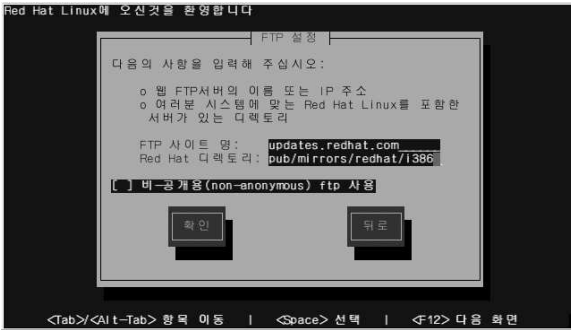 Red Hat Linux에 오신것을 환영합니다
FTP 설정
다음의 사항을 입력해 주십시오:
o 웹 FTP서버의 이름 또는 IP 주소
o 여러분 시스템에 맞는 Red Hat Linux를 포함한
서버가 있는 디렉토리
FTP 사이트 명: updates.redhat.com______
Red Hat 디렉토리: pub/mirrors/redhat/i386
[ ] 비-공개용(non-anonymous) ftp 사용
확인 뒤로
<Tab>/<Alt-Tab> 항목 이동 | <Space> 선택 | <F12> 다음 화면